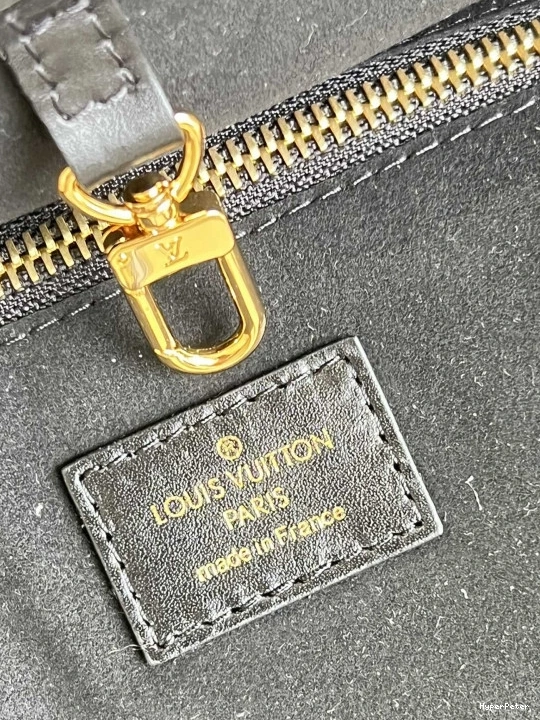 LV
®
LOUIS VUITTON
PARIS
made in France
HyperPeter